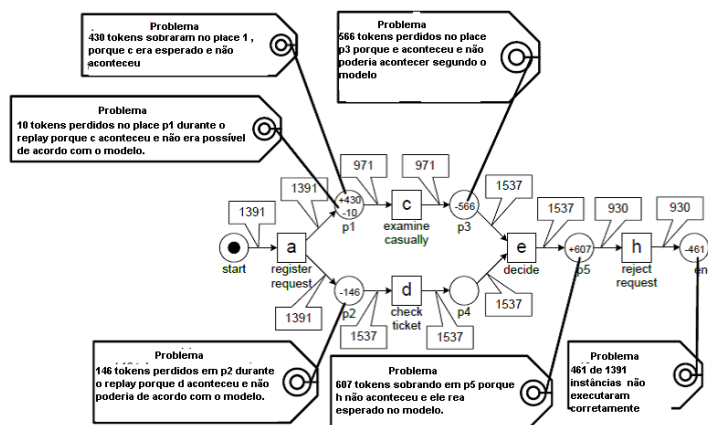 Problema
430 tokens sobraram no place 1 ,
porque c era esperado e não
aconteceu
Problema
566 tokens perdidos no place
p3 porque e aconteceu e não
poderia acontecer segundo o
modelo
Problema
10 tokens perdidos no place p1 durante o
replay porque c aconteceu e não era possível
de acordo com o modelo.
971
971
1391
1537
1391
1537
930
930
+430
-10
p1
c
examine
casually
-566
p3
start
a
register
request
e
decide
+607
p5
h
reject
request
-461
en
1391
-146
p2
d
check
ticket
p4
1537
1537
1537
Problema
146 tokens perdidos em p2 durante
o replay porque d aconteceu e não
poderia de acordo com o modelo.
Problema
607 tokens sobrando em p5 porque
h não aconteceu e ele rea
esperado no modelo.
Problema
461 de 1391
instâncias não
executaram
corretamente